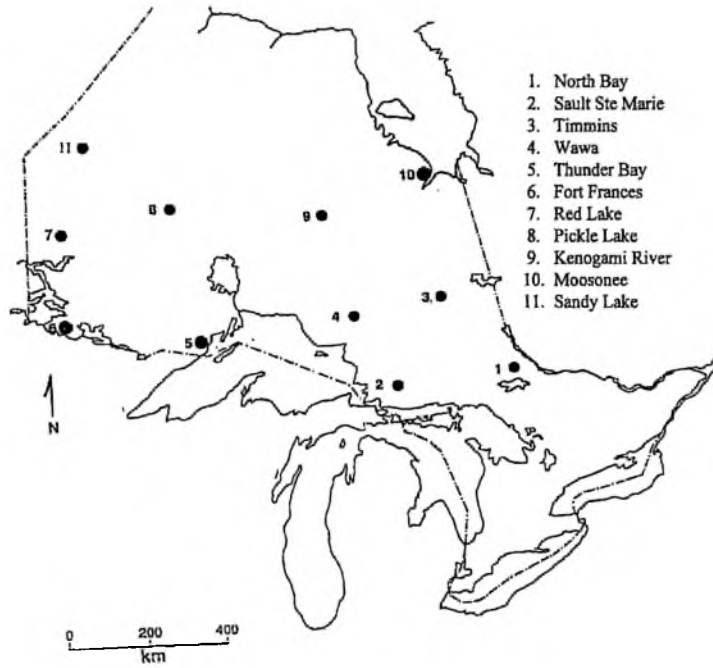 1. North Bay
2. Sault Ste Marie
3. Timmins
4. Wawa
5. Thunder Bay
6. Fort Frances
7. Red Lake
8. Pickle Lake
9. Kenogami River
10. Moosonee
11. Sandy Lake
11
10
8
9
7
3
4
6
5
1
2
N
0 200 400
km